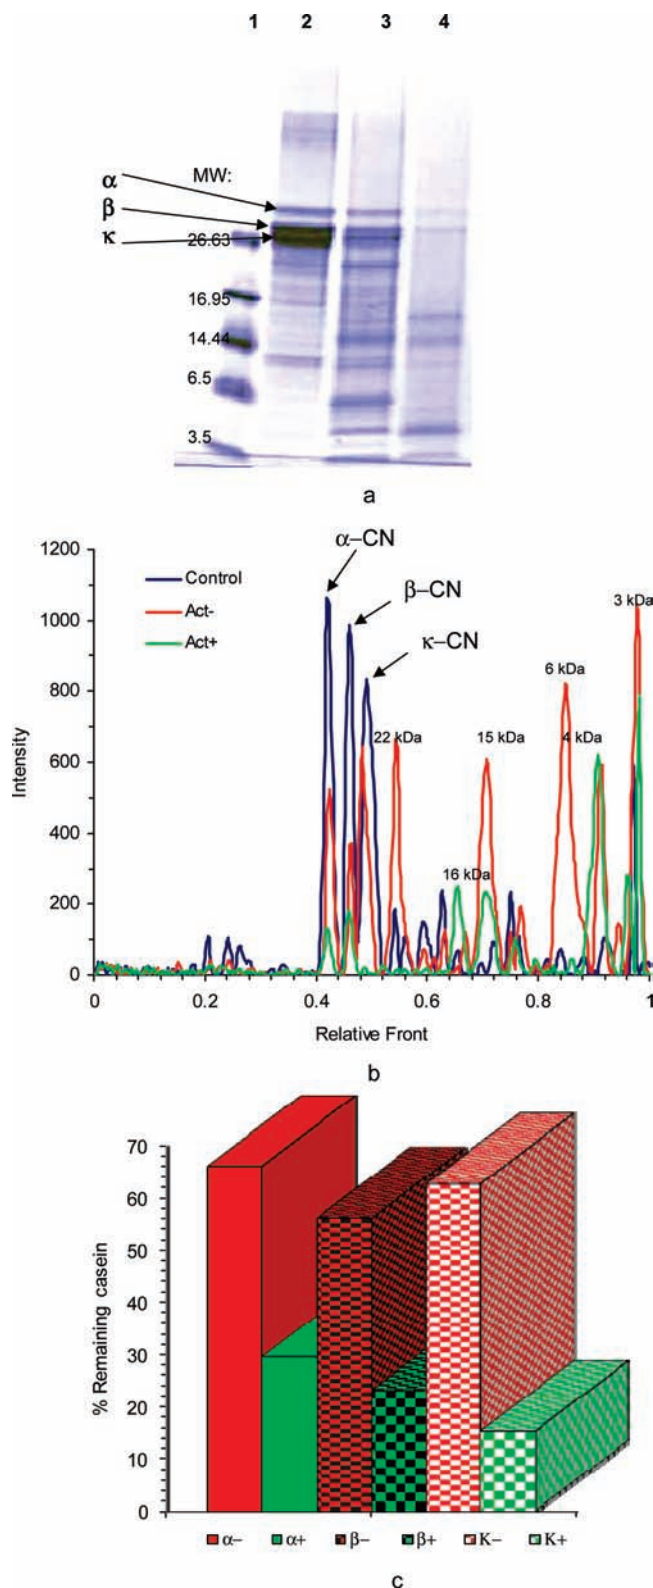 1 2 3 4
MW:
α
β
κ
26.63
16.95
14.44
6.5
3.5
a
1200
1000
800
600
400
200
0
Intensity
Control
Act-
Act+
α–CN
β–CN
κ–CN
22 kDa
16 kDa
15 kDa
6 kDa
4 kDa
3 kDa
0 0.2 0.4 0.6 0.8 1
Relative Front
b
70
60
50
40
30
20
10
0
% Remaining casein
α– α+ β– β+ K– K+
c